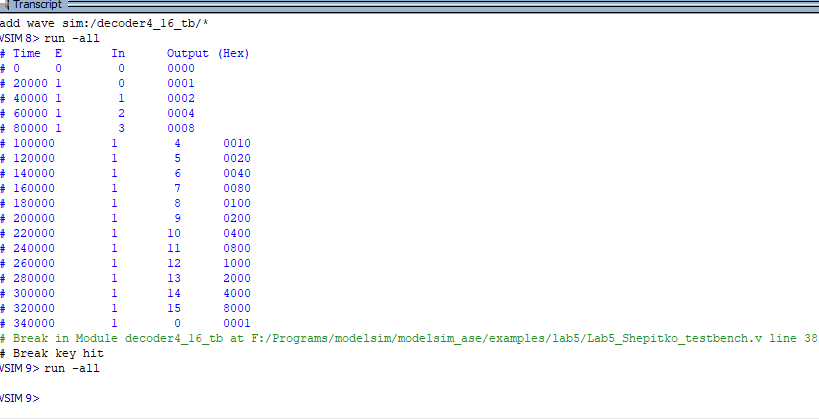 Transcript
add wave sim:/decoder4_16_tb/*
VSIM 8> run -all
# Time E In Output (Hex)
# 0 0 0 0000
# 20000 1 0 0001
# 40000 1 1 0002
# 60000 1 2 0004
# 80000 1 3 0008
# 100000 1 4 0010
# 120000 1 5 0020
# 140000 1 6 0040
# 160000 1 7 0080
# 180000 1 8 0100
# 200000 1 9 0200
# 220000 1 10 0400
# 240000 1 11 0800
# 260000 1 12 1000
# 280000 1 13 2000
# 300000 1 14 4000
# 320000 1 15 8000
# 340000 1 0 0001
# Break in Module decoder4_16_tb at F:/Programs/modelsim/modelsim_ase/examples/lab5/Lab5_Shepitko_testbench.v line 38
# Break key hit
VSIM 9> run -all
VSIM 9>